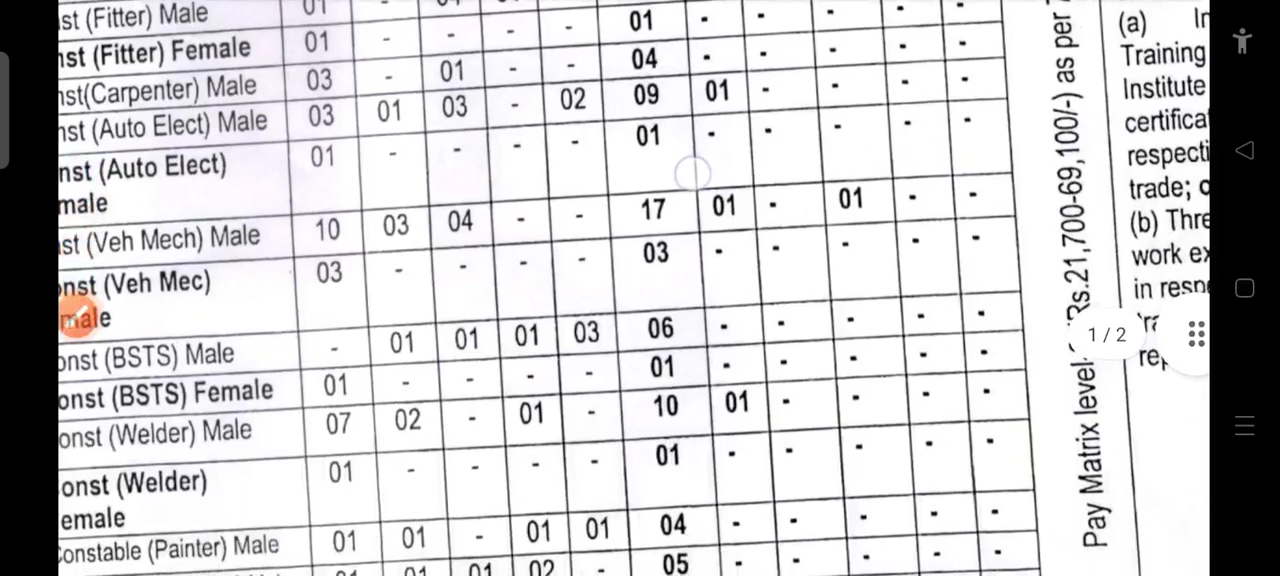 st (Fitter) Male 01 -
nst (Fitter) Female 01 - - - - 01 - - - - -
nst(Carpenter) Male 03 - 01 - - 04 - - - - -
nst (Auto Elect) Male 03 01 03 - 02 09 01 - - - -
nst (Auto Elect) 01 - - - - 01 - - - - -
male
st (Veh Mech) Male 10 03 04 - - 17 01 - 01 - -
onst (Veh Mec) 03 - - - - 03 - - - - -
male
onst (BSTS) Male - 01 01 01 03 06 - - - - -
onst (BSTS) Female 01 - - - - 01 - - - - -
onst (Welder) Male 07 02 - 01 - 10 01 - - - -
onst (Welder) 01 - - - - 01 - - - - -
emale
Constable (Painter) Male 01 01 - 01 01 04 - - - - -
01 01 02 - 05 - - - - -
Pay Matrix level Rs.21,700-69,100/-) as per
(a) In
Training
Institute
certifica
respecti
trade; o
(b) Thre
work ex
in resp
1 / 2